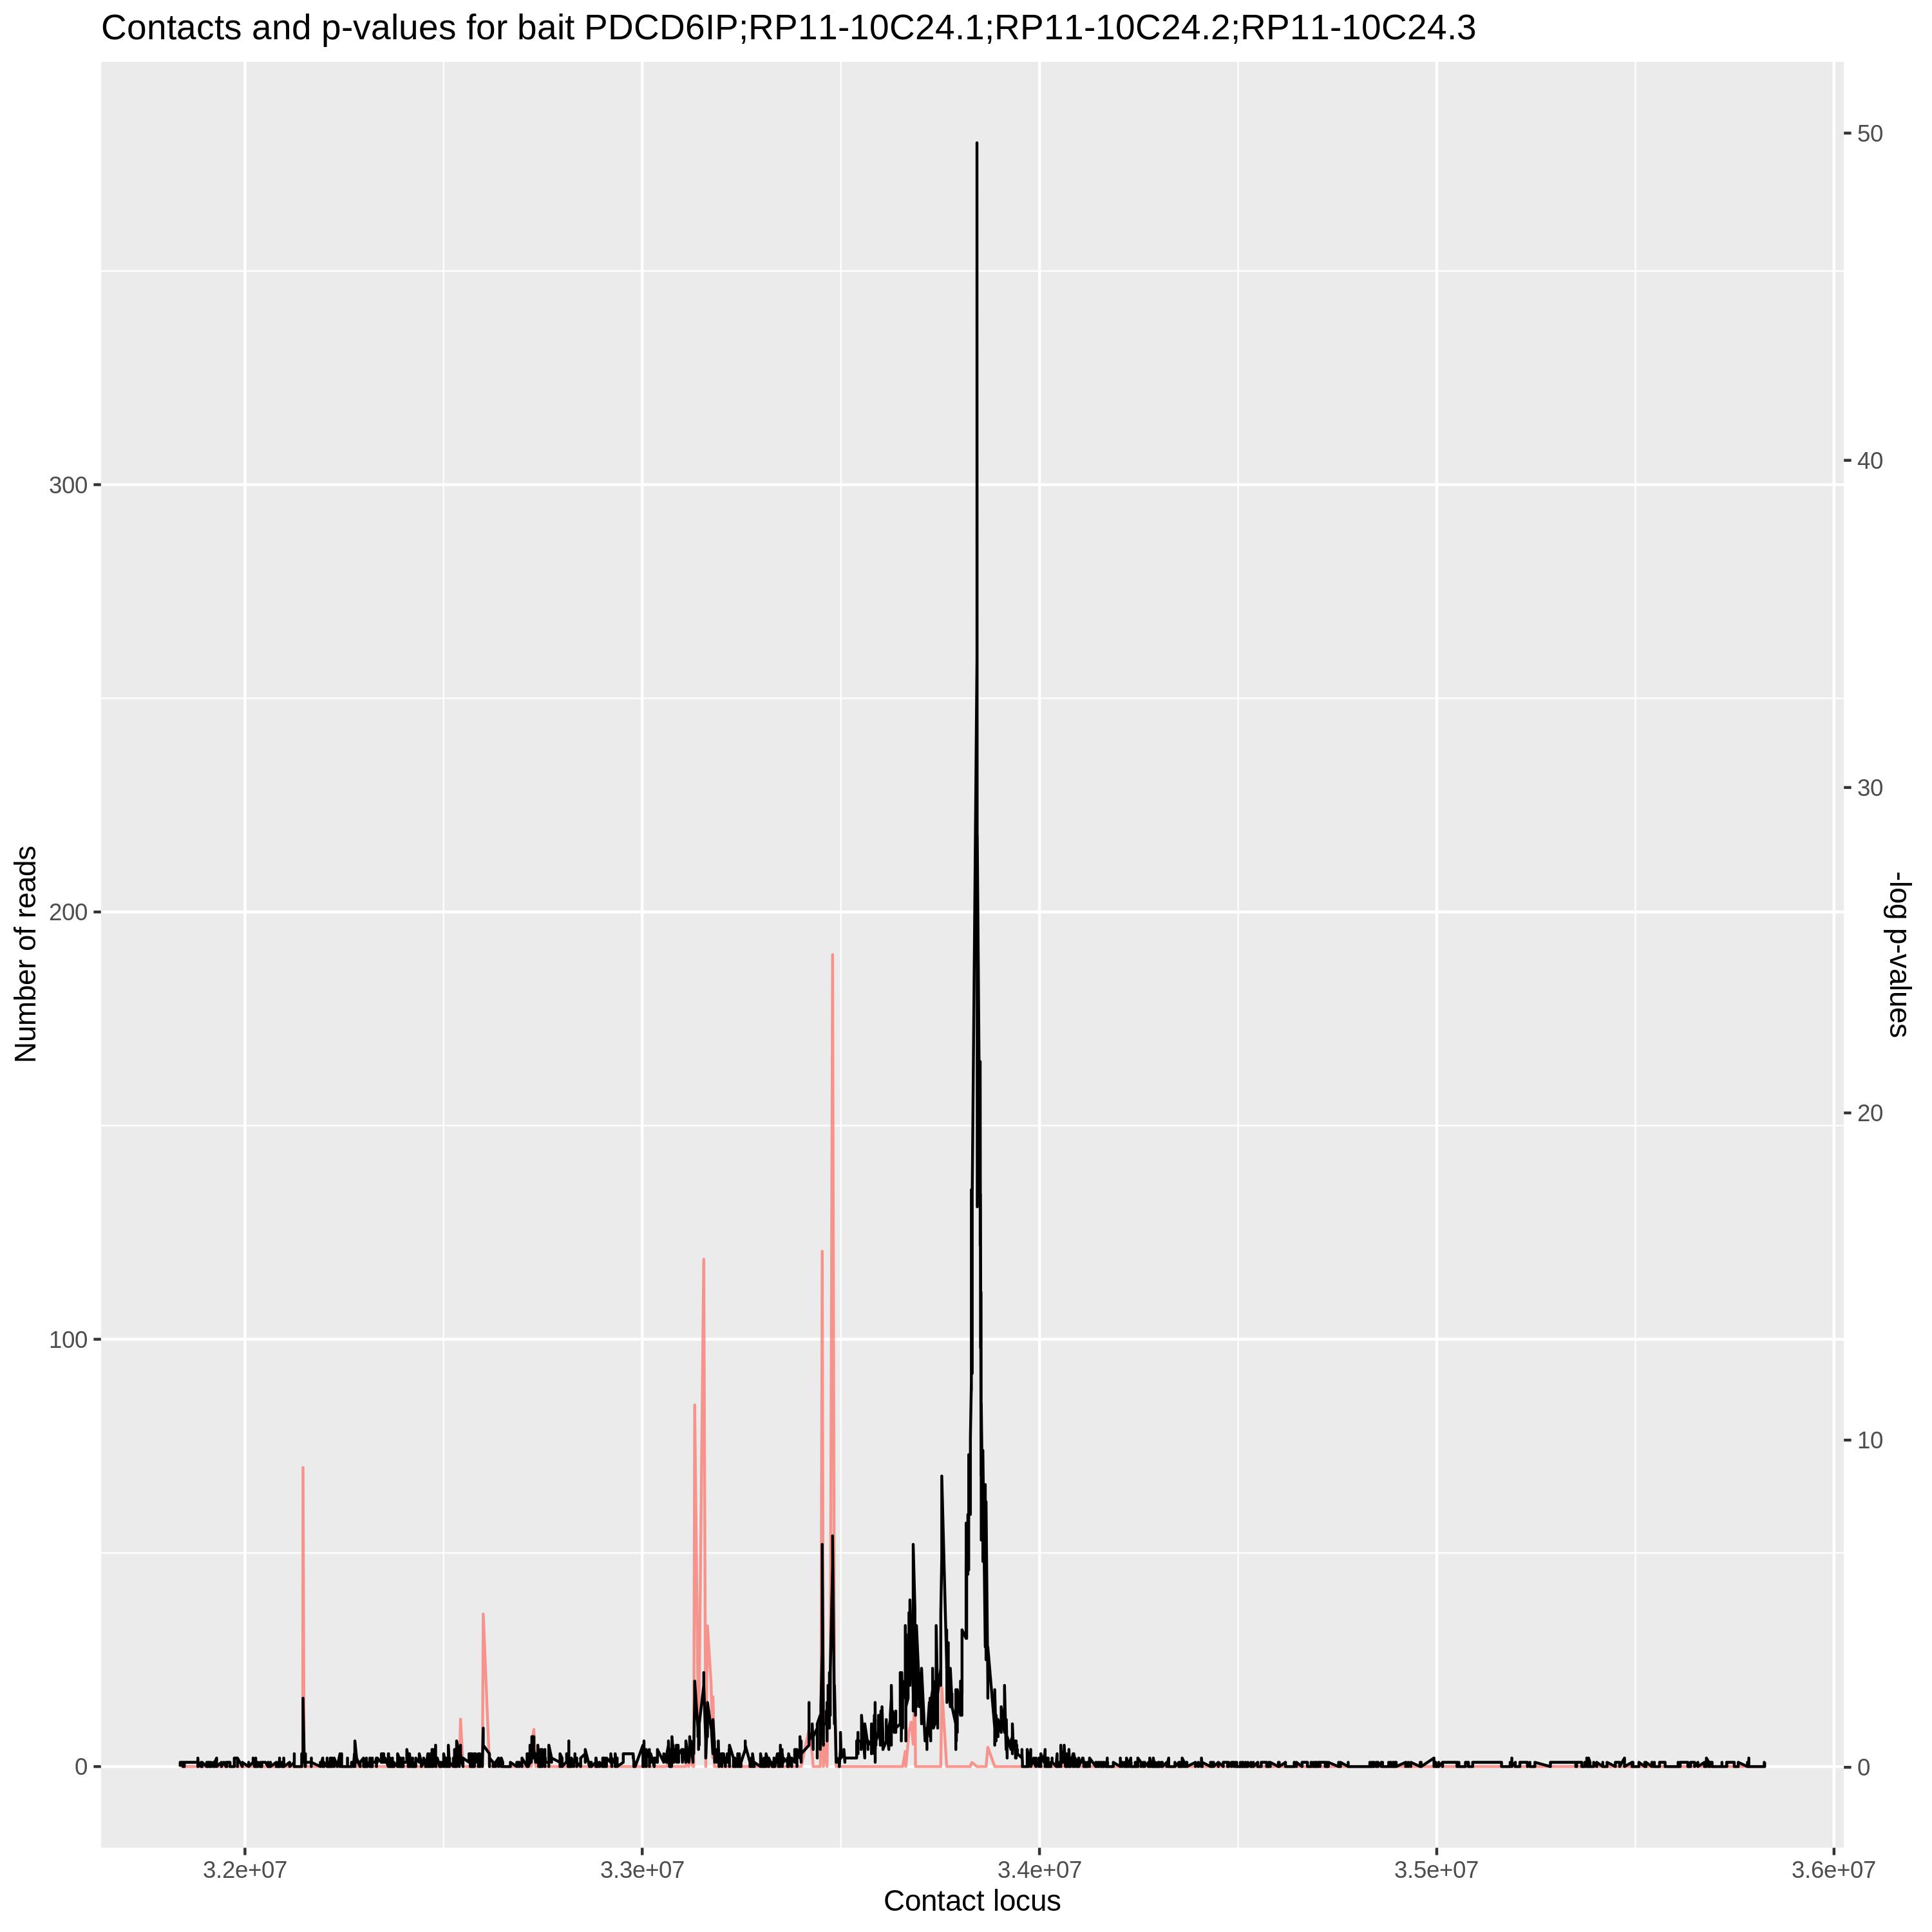 Contacts and p-values for bait PDCD6IP;RP11-10C24.1;RP11-10C24.2;RP11-10C24.3
Number of reads
300
200
100
0
50
40
30
20
10
0
-log p-values
3.2e+07
3.3e+07
3.4e+07
3.5e+07
3.6e+07
Contact locus